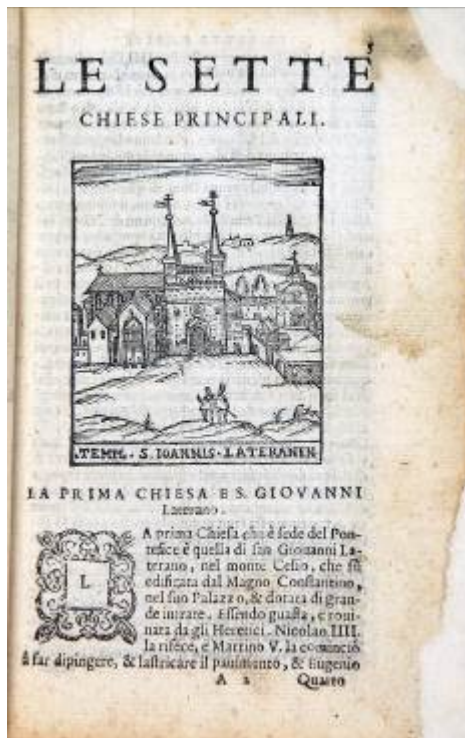 3
LE SETTE
CHIESE PRINCIPALI.
.TEMPL. S. IOANNIS. LATERANEN
LA PRIMA CHIESA E S. GIOVANNI
Laterano.
L A prima Chiesa che è sede del Pon-
tefice è quella di san Giouanni La-
terano, nel monte Celio, che fù
edificata dal Magno Constantino,
nel suo Palazzo, & dotata di gran-
de intrate. Essendo guasta, e roui-
nata da gli Heretici. Nicolao IIII.
la rifece, e Martino V. la cominciò
à far dipingere, & lastricare il pauimento, & Eugenio
A 2 Quarto